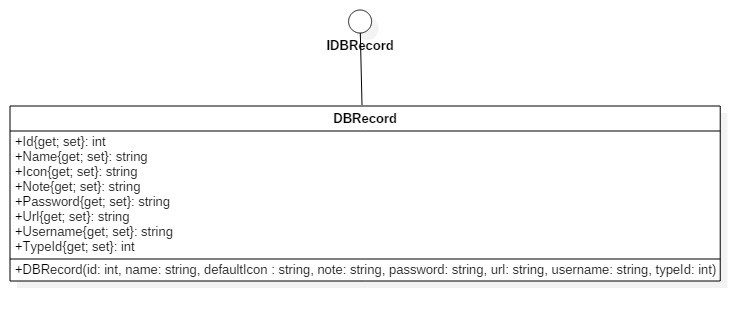 IDBRecord
DBRecord
+Id{get; set}: int
+Name{get; set}: string
+Icon{get; set}: string
+Note{get; set}: string
+Password{get; set}: string
+Url{get; set}: string
+Username{get; set}: string
+TypeId{get; set}: int
+DBRecord(id: int, name: string, defaultIcon : string, note: string, password: string, url: string, username: string, typeId: int)